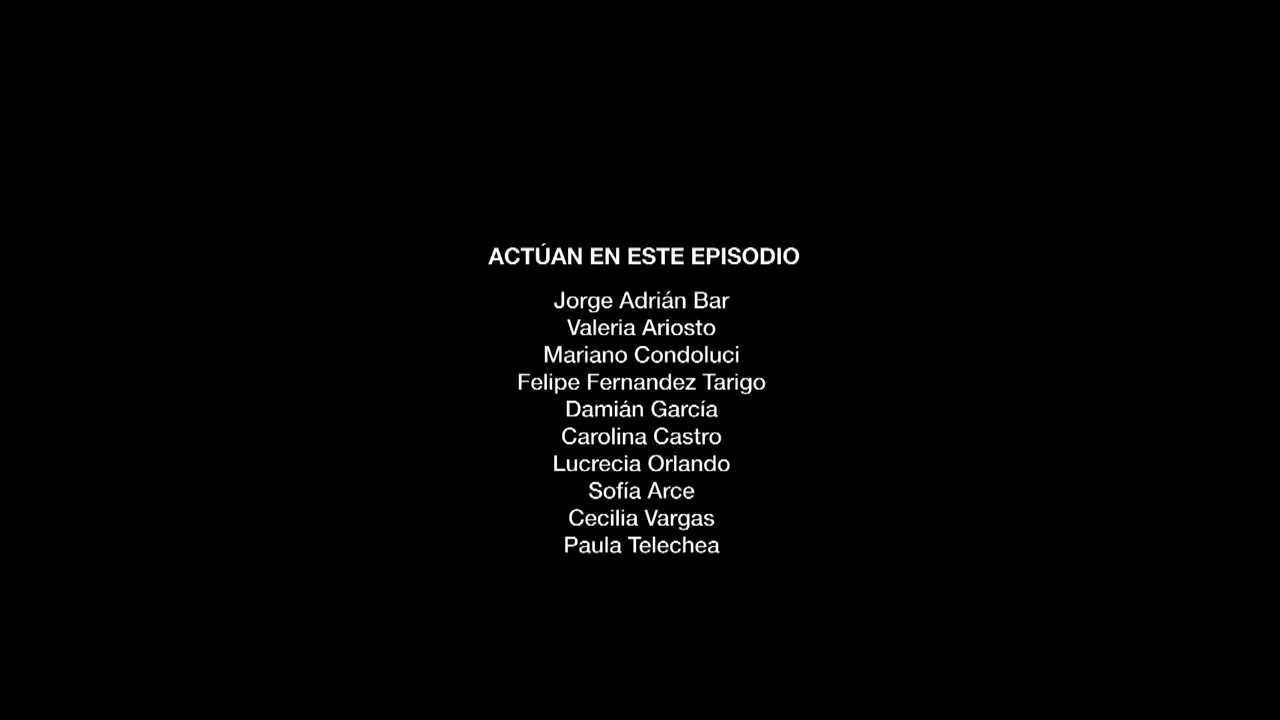 ACTÚAN EN ESTE EPISODIO
Jorge Adrián Bar
Valeria Ariosto
Mariano Condoluci
Felipe Fernandez Tarigo
Damián García
Carolina Castro
Lucrecia Orlando
Sofía Arce
Cecilia Vargas
Paula Telechea